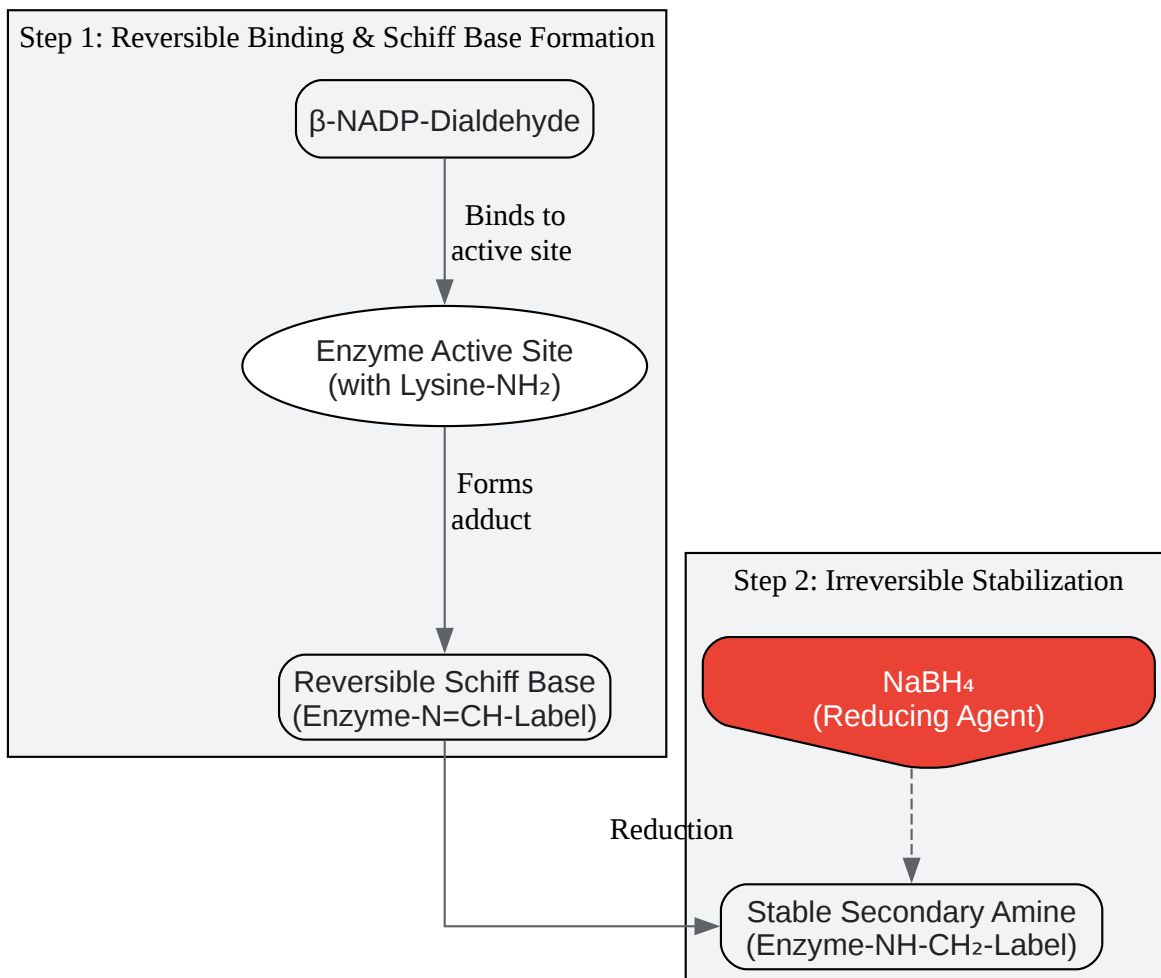 Step 1: Reversible Binding & Schiff Base Formation
β-NADP-Dialdehyde
Binds to
active site
Enzyme Active Site
(with Lysine-NH₂)
Forms
adduct
Reversible Schiff Base
(Enzyme-N=CH-Label)
Step 2: Irreversible Stabilization
NaBH₄
(Reducing Agent)
Reduction
Stable Secondary Amine
(Enzyme-NH-CH₂-Label)